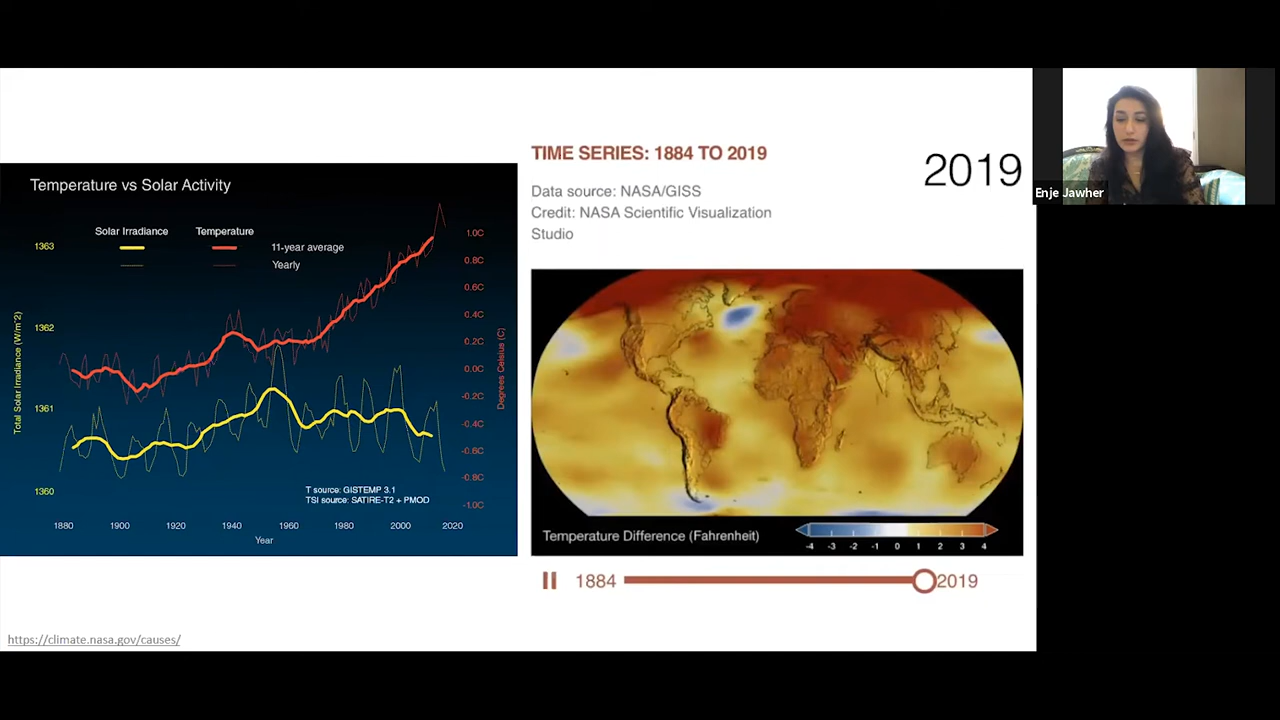 Temperature vs Solar Activity
Solar Irradiance Temperature
11-year average
Yearly
1363
1362
1361
1360
Total Solar Irradiance (W/m^2)
1.0C
0.8C
0.6C
0.4C
0.2C
0.0C
-0.2C
-0.4C
-0.6C
-0.8C
-1.0C
Degrees Celsius (C)
T source: GISTEMP 3.1
TSI source: SATIRE-T2 + PMOD
1880 1900 1920 1940 1960 1980 2000 2020
Year
https://climate.nasa.gov/causes/
TIME SERIES: 1884 TO 2019
2019
Data source: NASA/GISS
Credit: NASA Scientific Visualization
Studio
Temperature Difference (Fahrenheit)
-4 -3 -2 -1 0 1 2 3 4
1884 2019
Enje Jawher